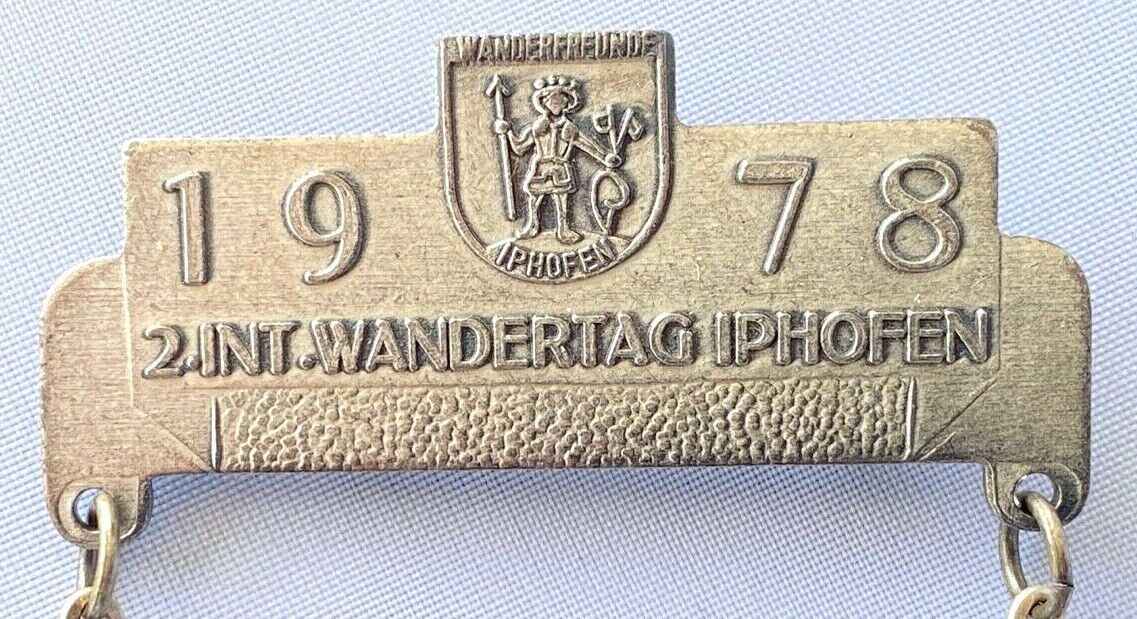 WANDERFREUNDE
IPHOFEN
1978
2.INT.WANDERTAG IPHOFEN